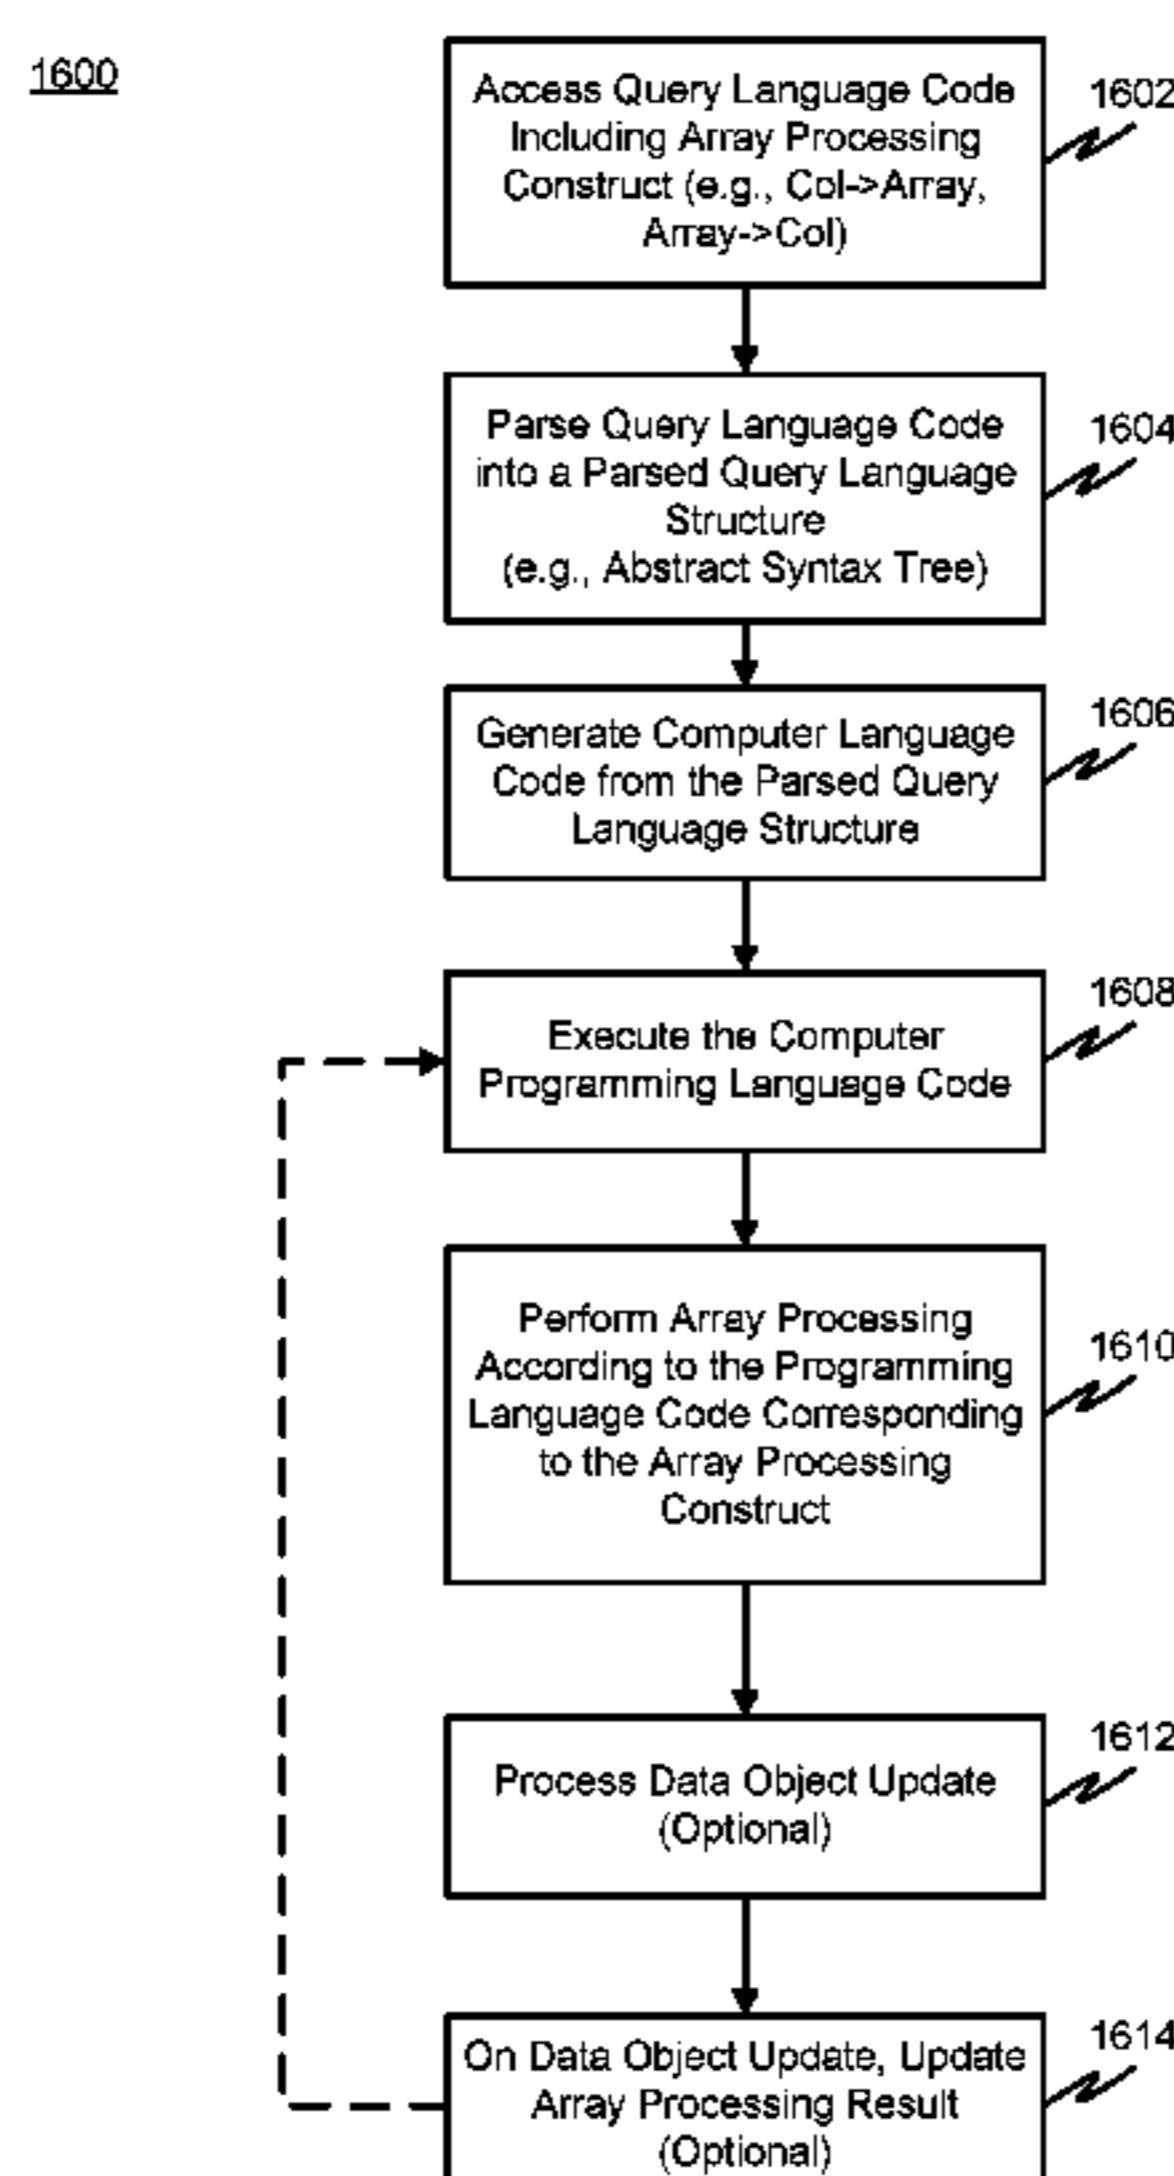 1600
Access Query Language Code
Including Array Processing
Construct (e.g., Col->Array,
Array->Col)
1602
Parse Query Language Code
into a Parsed Query Language
Structure
(e.g., Abstract Syntax Tree)
1604
Generate Computer Language
Code from the Parsed Query
Language Structure
1606
Execute the Computer
Programming Language Code
1608
Perform Array Processing
According to the Programming
Language Code Corresponding
to the Array Processing
Construct
1610
Process Data Object Update
(Optional)
1612
On Data Object Update, Update
Array Processing Result
(Optional)
1614